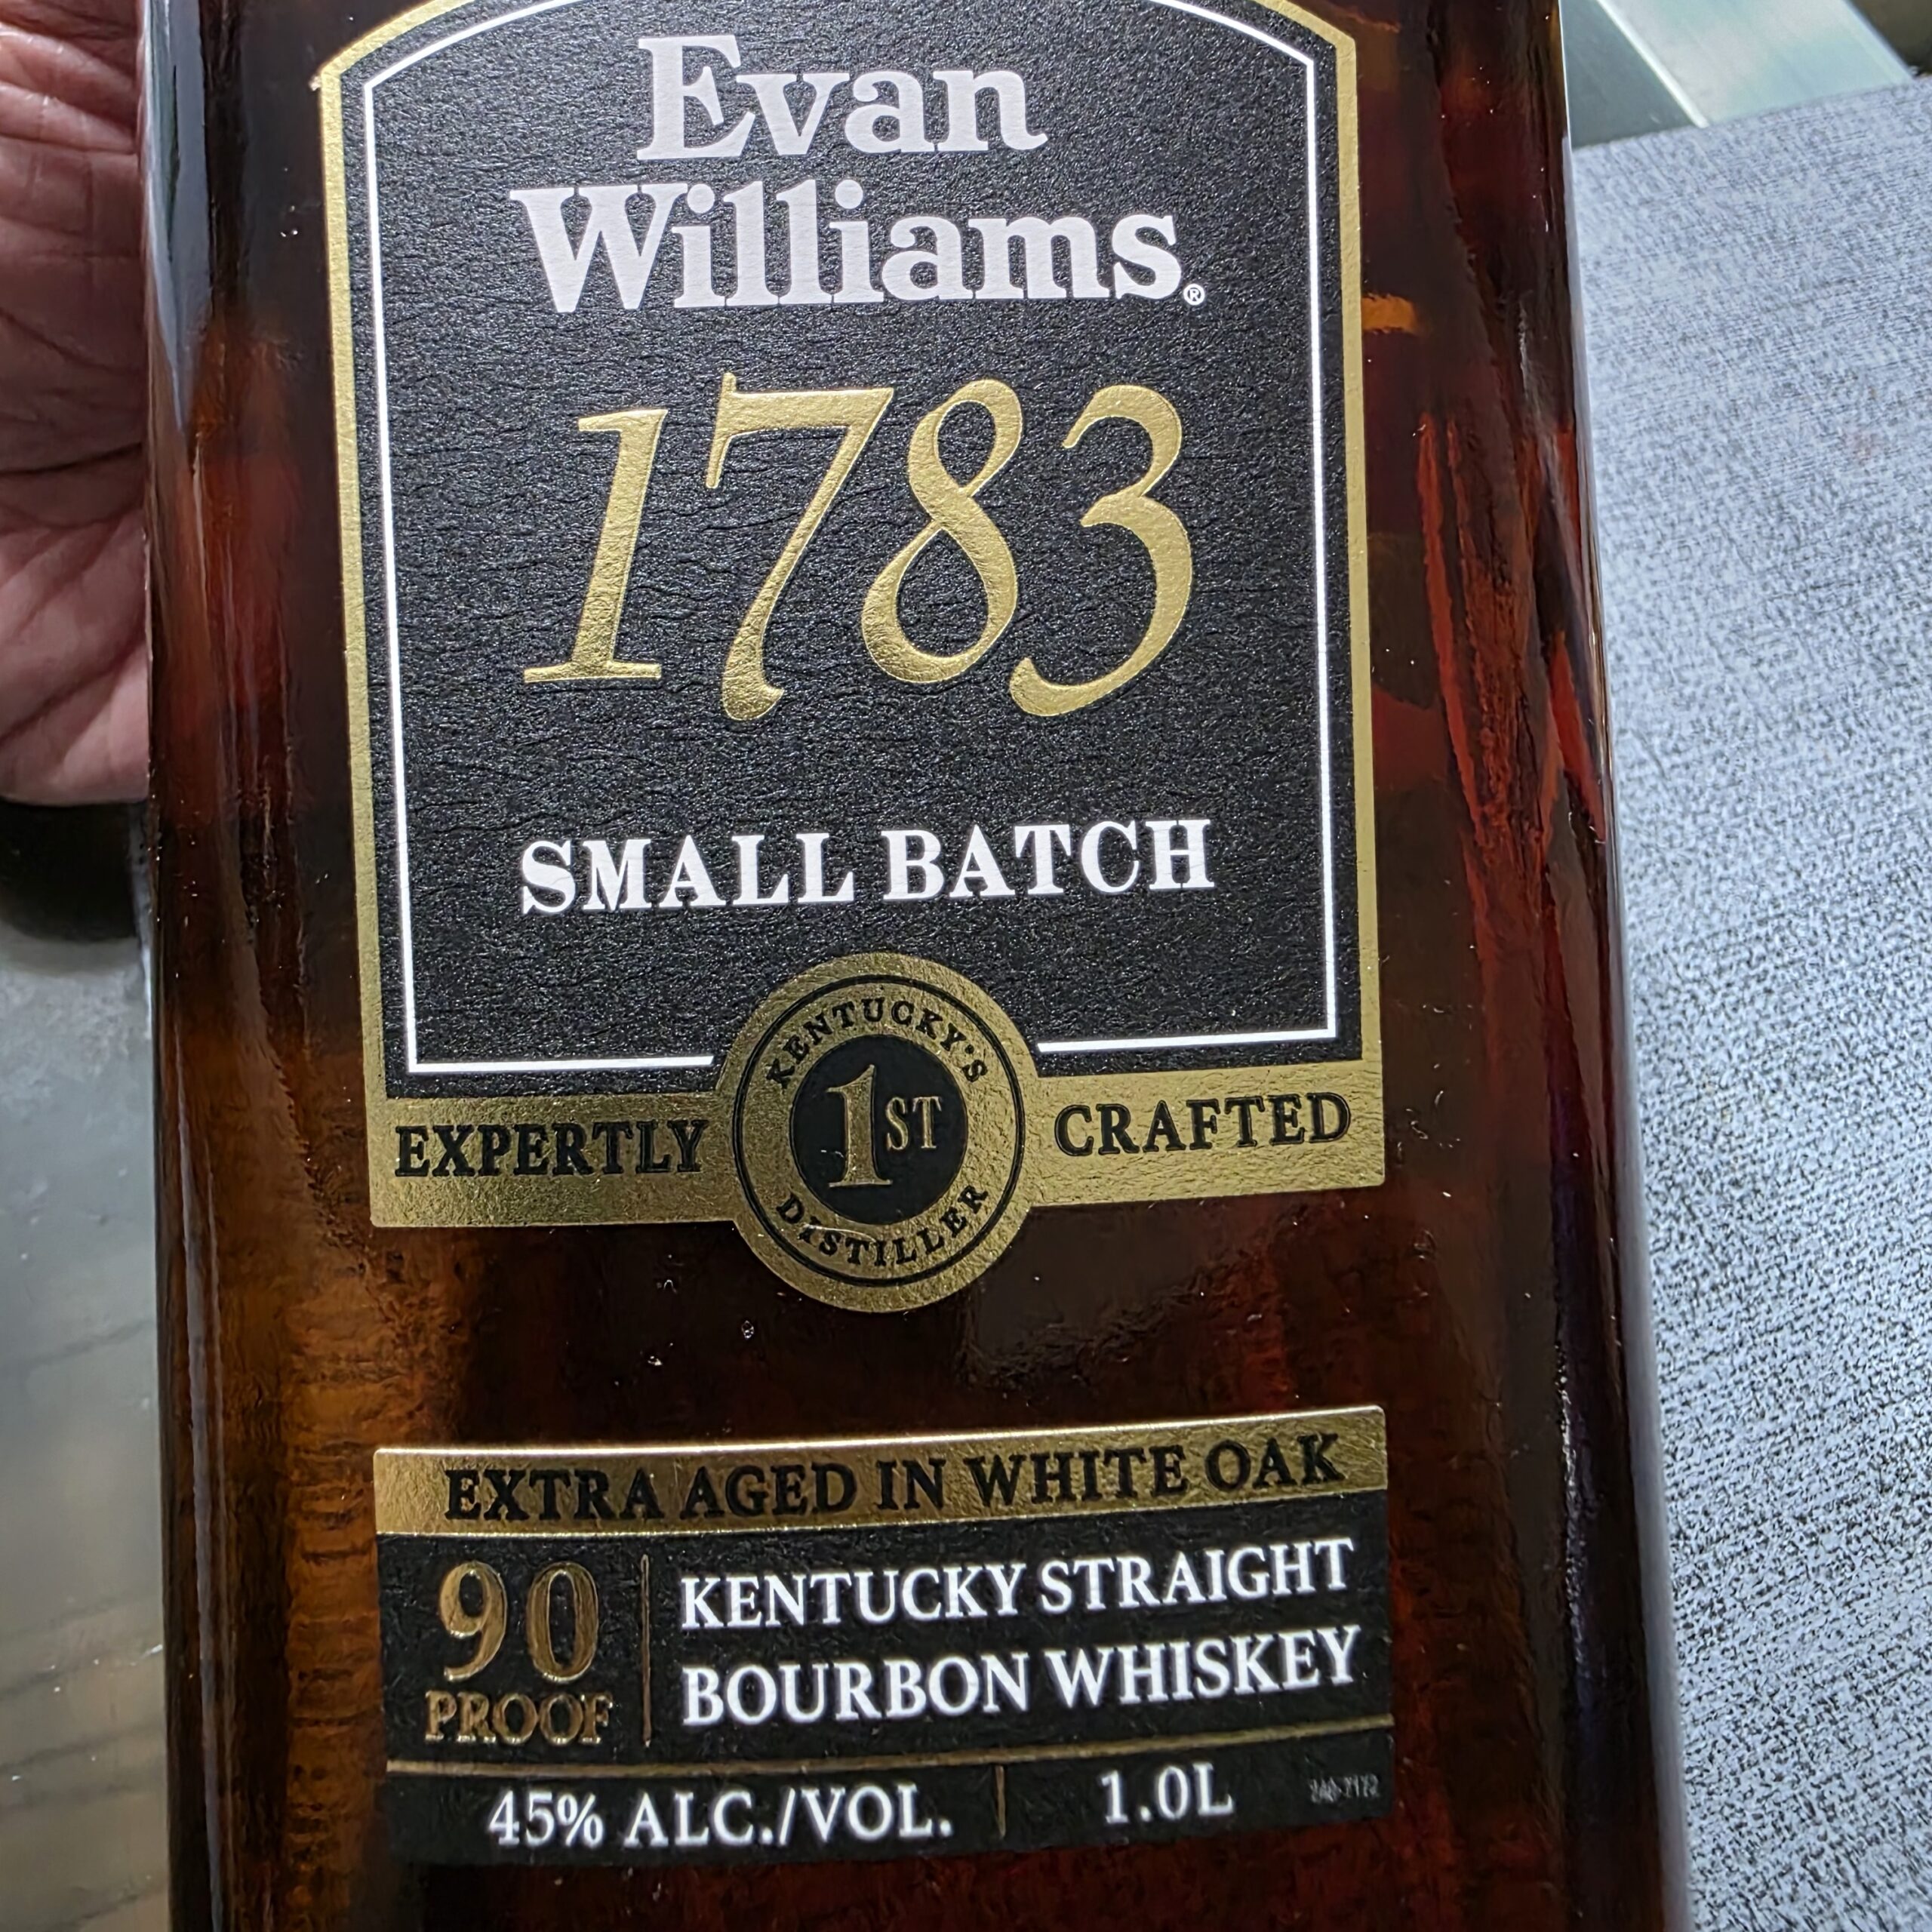 Evan
Williams®
1783
SMALL BATCH
KENTUCKY'S
EXPERTLY 1ST CRAFTED
DISTILLER
EXTRA AGED IN WHITE OAK
90
PROOF
KENTUCKY STRAIGHT
BOURBON WHISKEY
45% ALC./VOL. 1.0L